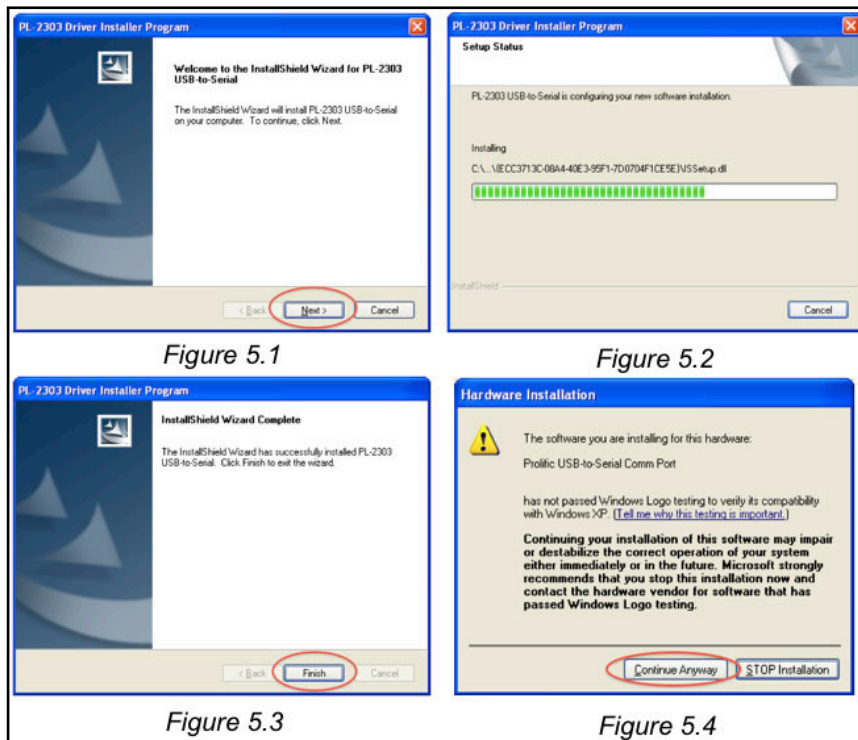 PL-2303 Driver Installer Program
Welcome to the InstallShield Wizard for PL-2303
USB-to-Serial
The InstallShield Wizard will install PL-2303 USB-to-Serial
on your computer. To continue, click Next.
< Back
Next >
Cancel
Figure 5.1
PL-2303 Driver Installer Program
Setup Status
PL-2303 USB-to-Serial is configuring your new software installation.
Installing
C:\...\{ECC3713C-08A4-40E3-95F1-7D0704F1CE5E}\ISSetup.dll
InstallShield
Cancel
Figure 5.2
PL-2303 Driver Installer Program
InstallShield Wizard Complete
The InstallShield Wizard has successfully installed PL-2303
USB-to-Serial. Click Finish to exit the wizard.
< Back
Finish
Cancel
Figure 5.3
Hardware Installation
The software you are installing for this hardware:
Prolific USB-to-Serial Comm Port
has not passed Windows Logo testing to verify its compatibility
with Windows XP. (Tell me why this testing is important.)
Continuing your installation of this software may impair
or destabilize the correct operation of your system
either immediately or in the future. Microsoft strongly
recommends that you stop this installation now and
contact the hardware vendor for software that has
passed Windows Logo testing.
Continue Anyway
STOP Installation
Figure 5.4